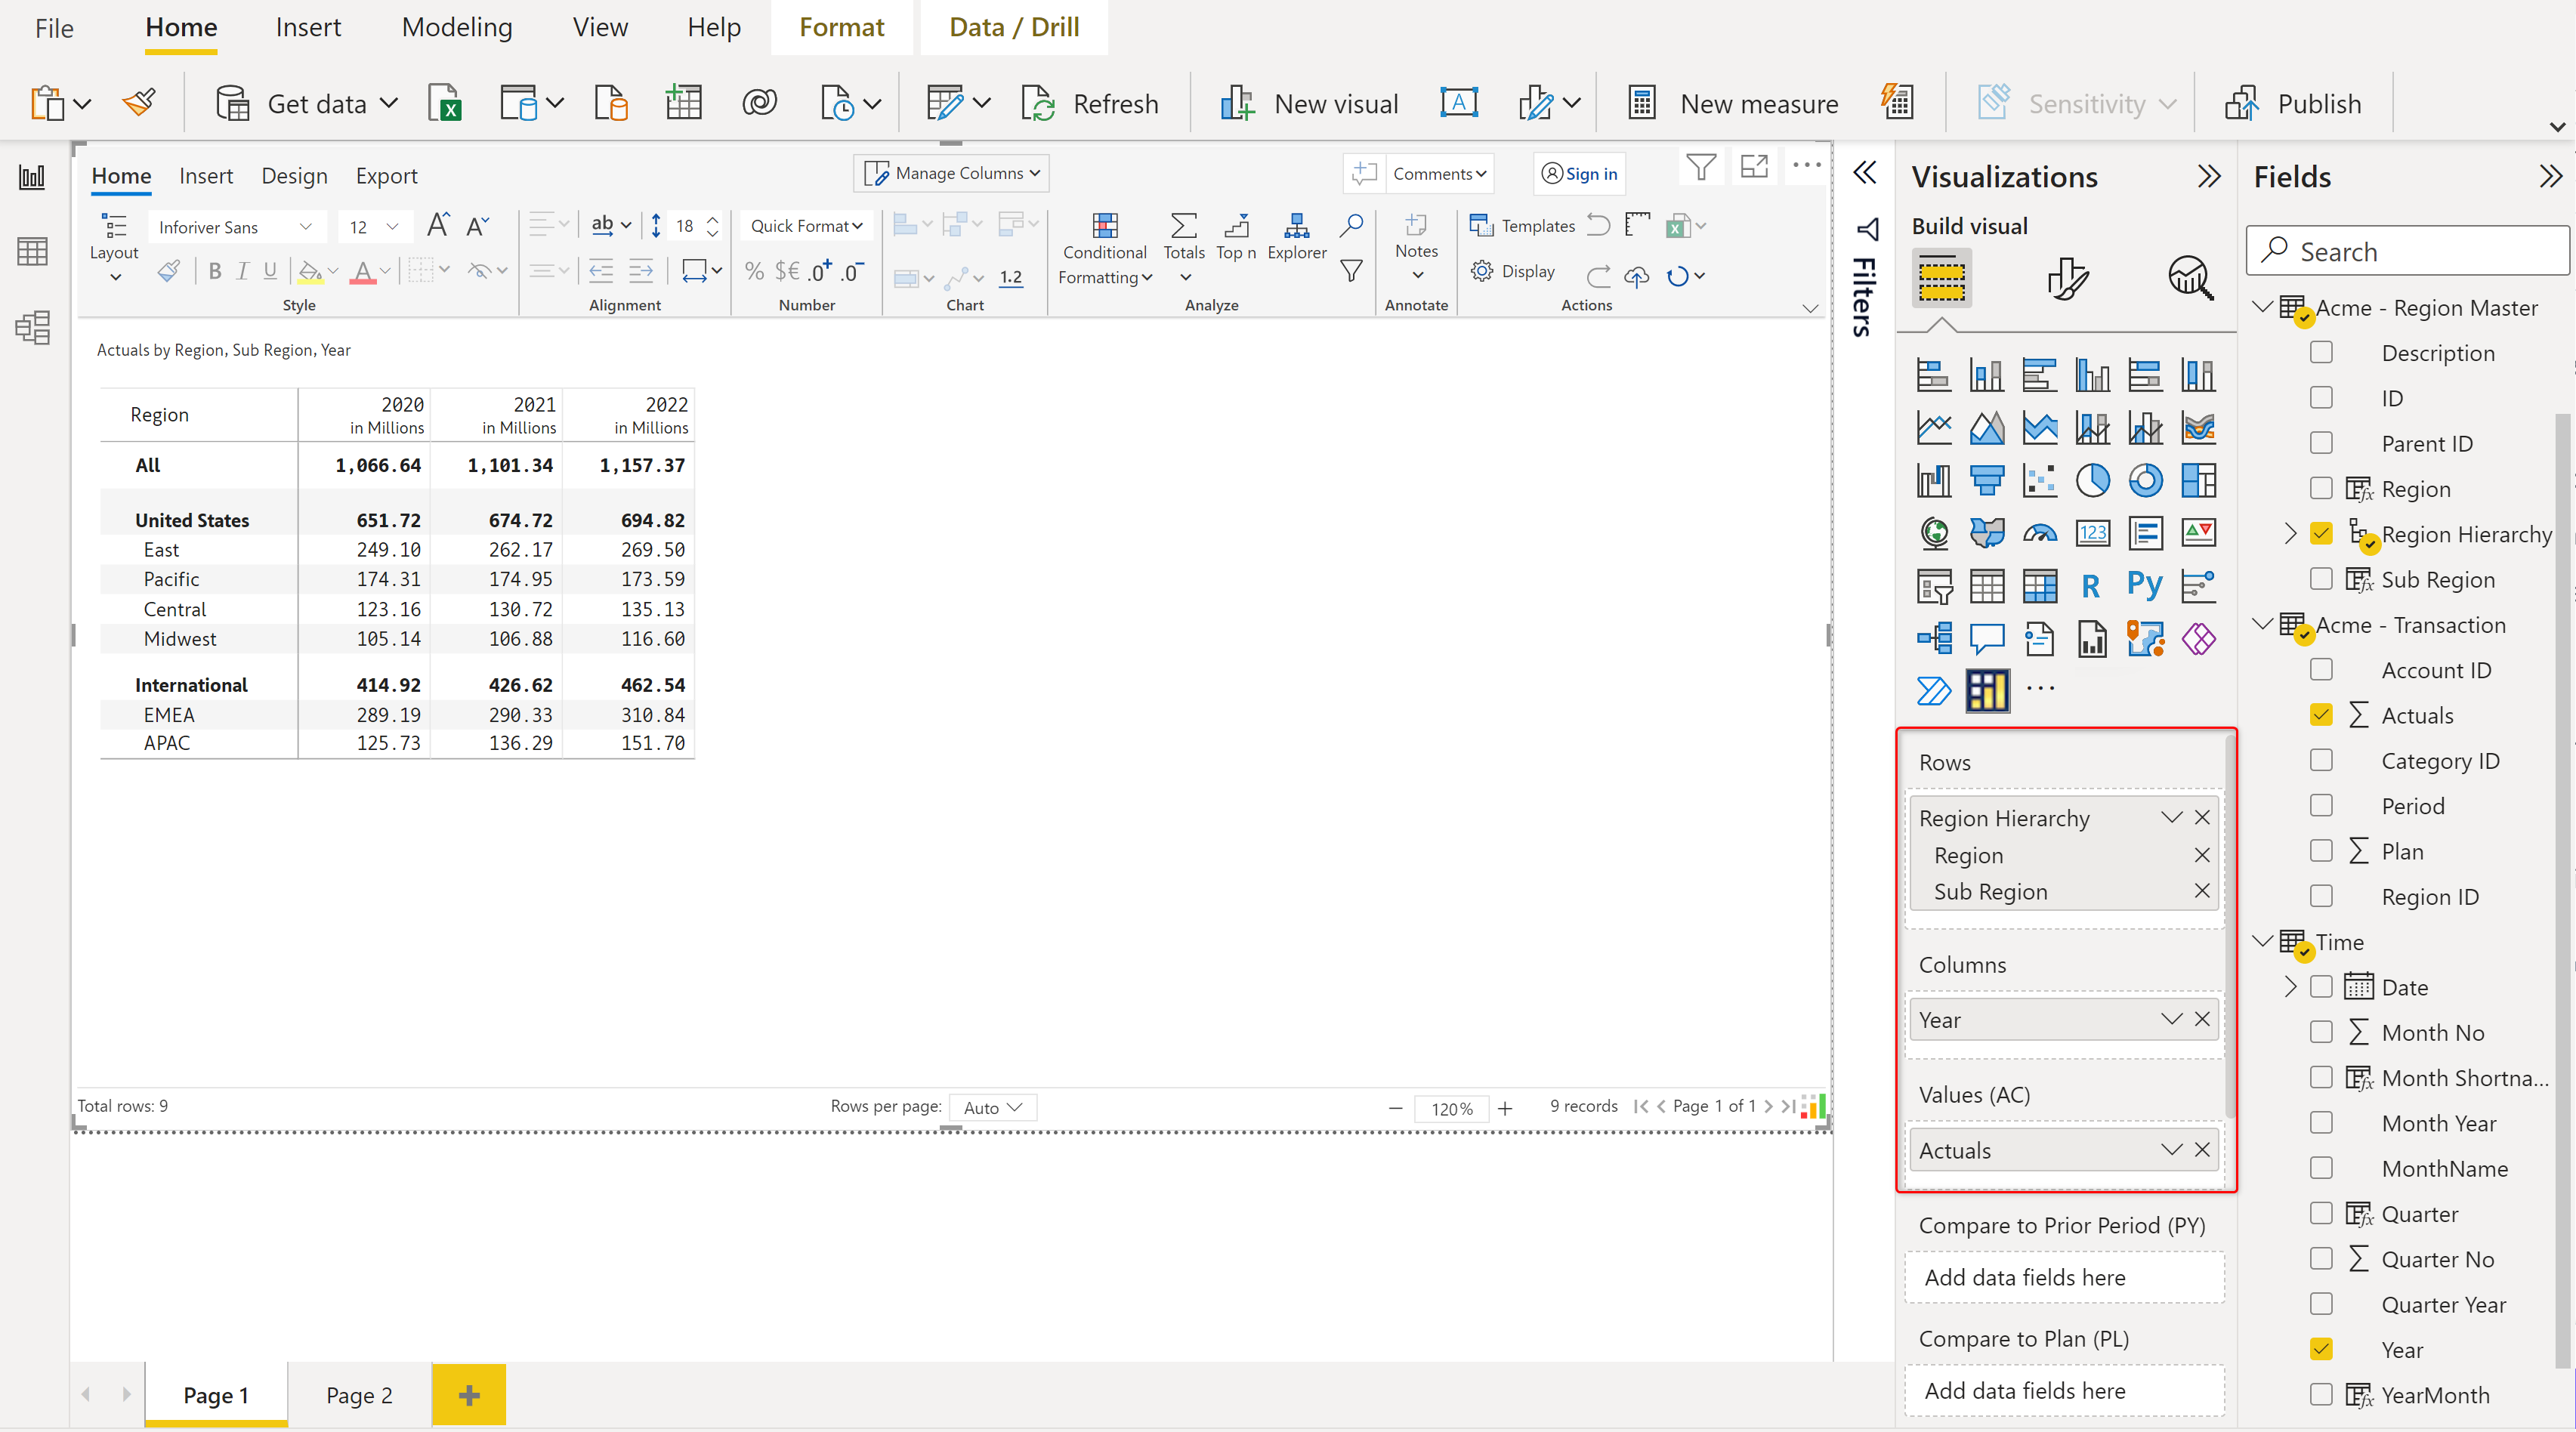 File Home Insert Modeling View Help Format Data / Drill
Get data Refresh New visual New measure Sensitivity Publish
Home Insert Design Export Manage Columns Comments Sign in
Layout Inforiver Sans 12 ab 18 Quick Format Conditional Formatting Totals Top n Explorer Notes Templates
B I U A % $€ .0+ .0- 1.2 Display
Style Alignment Number Chart Analyze Annotate Actions
Actuals by Region, Sub Region, Year
Region 2020 2021 2022
in Millions in Millions in Millions
All 1,066.64 1,101.34 1,157.37
United States 651.72 674.72 694.82
East 249.10 262.17 269.50
Pacific 174.31 174.95 173.59
Central 123.16 130.72 135.13
Midwest 105.14 106.88 116.60
International 414.92 426.62 462.54
EMEA 289.19 290.33 310.84
APAC 125.73 136.29 151.70
Total rows: 9 Rows per page: Auto 120% 9 records Page 1 of 1
Page 1 Page 2
Filters
Visualizations
Build visual
123
R Py
Rows
Region Hierarchy
Region
Sub Region
Columns
Year
Values (AC)
Actuals
Compare to Prior Period (PY)
Add data fields here
Compare to Plan (PL)
Add data fields here
Fields
Search
Acme - Region Master
Description
ID
Parent ID
Region
Region Hierarchy
Sub Region
Acme - Transaction
Account ID
Actuals
Category ID
Period
Plan
Region ID
Time
Date
Month No
Month Shortna...
Month Year
MonthName
Quarter
Quarter No
Quarter Year
Year
YearMonth